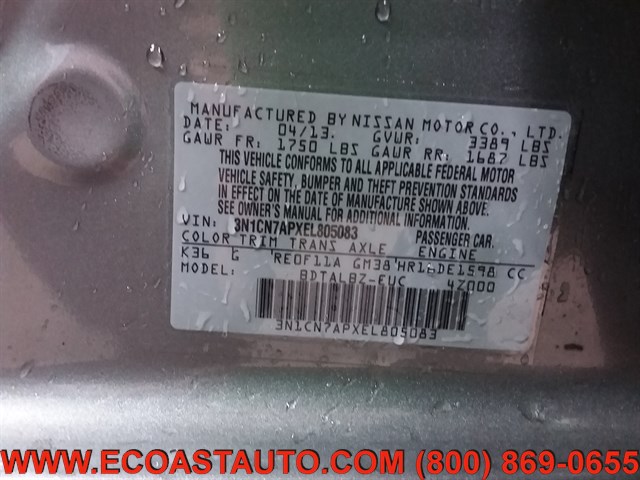 MANUFACTURED BY NISSAN MOTOR CO., LTD.
DATE: 04/13. GVWR: 3389 LBS
GAWR FR: 1750 LBS GAWR RR: 1687 LBS
THIS VEHICLE CONFORMS TO ALL APPLICABLE FEDERAL MOTOR
VEHICLE SAFETY, BUMPER AND THEFT PREVENTION STANDARDS
IN EFFECT ON THE DATE OF MANUFACTURE SHOWN ABOVE.
SEE OWNER'S MANUAL FOR ADDITIONAL INFORMATION.
VIN: 3N1CN7APXEL805083 PASSENGER CAR.
COLOR TRIM TRANS AXLE ENGINE
K36 G RE0F11A GM38 HR16DE1598 CC
MODEL: BDTALBZ-EUC 4Z000
3N1CN7APXEL805083
WWW.ECOASTAUTO.COM (800) 869-0655